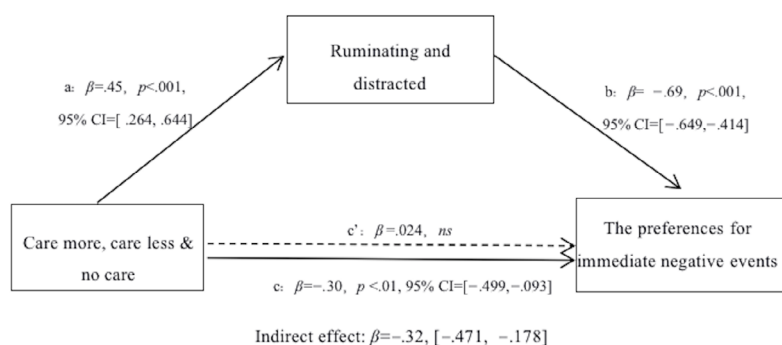 Ruminating and
distracted
a: β=.45, p<.001,
95% CI=[ .264, .644]
b: β= −.69, p<.001,
95% CI=[−.649,−.414]
Care more, care less &
no care
c’: β=.024, ns
c: β=−.30, p <.01, 95% CI=[−.499,−.093]
The preferences for
immediate negative events
Indirect effect: β=−.32, [−.471, −.178]